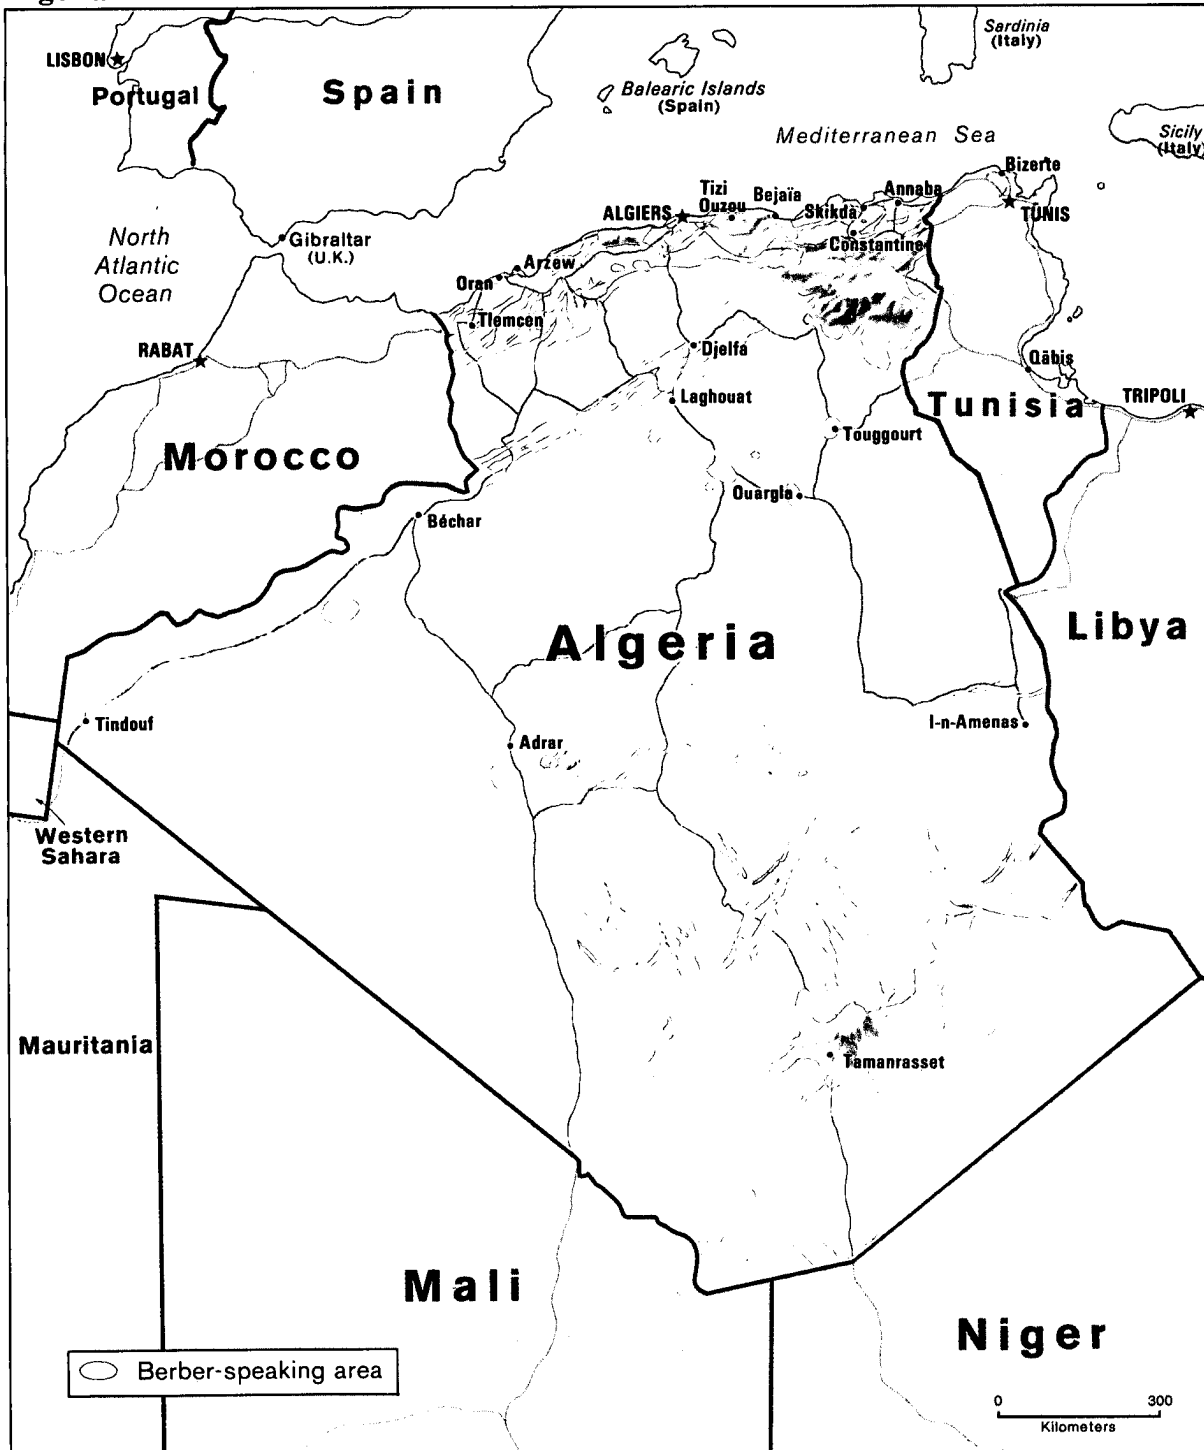 Sardinia
(Italy)
LISBON
Portugal
Spain
Balearic Islands
(Spain)
Mediterranean Sea
Sicily
(Italy)
Bizerte
TUNIS
Tizi
Ouzou
Bejaïa
Annaba
Skikda
ALGIERS
Constantine
North
Atlantic
Ocean
Gibraltar
(U.K.)
Arzew
Oran
Tlemcen
RABAT
Djelfa
Qābis
Laghouat
Tunisia
TRIPOLI
Touggourt
Morocco
Ouargla
Béchar
Algeria
Libya
Tindouf
Adrar
I-n-Amenas
Western
Sahara
Mauritania
Tamanrasset
Mali
Niger
Berber-speaking area
0 300
Kilometers